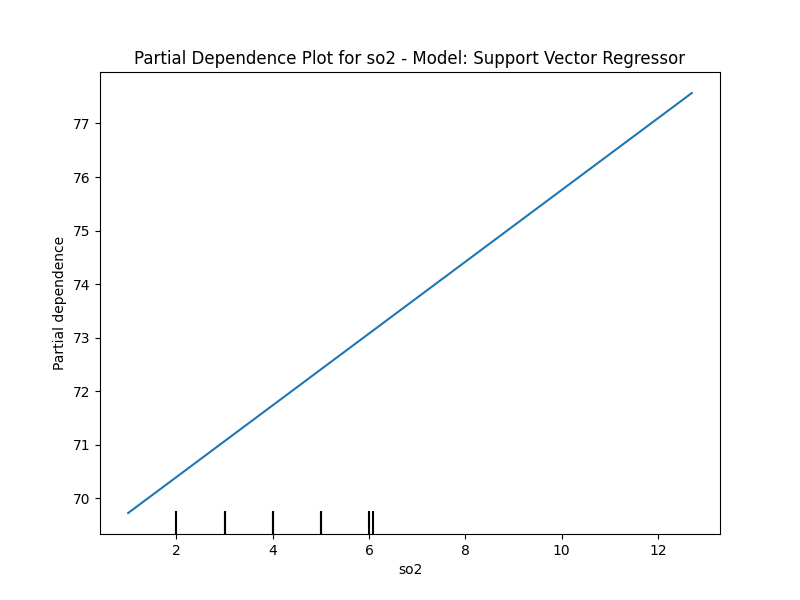 Partial Dependence Plot for so2 - Model: Support Vector Regressor
77
76
75
74
73
72
71
70
Partial dependence
2 4 6 8 10 12
so2